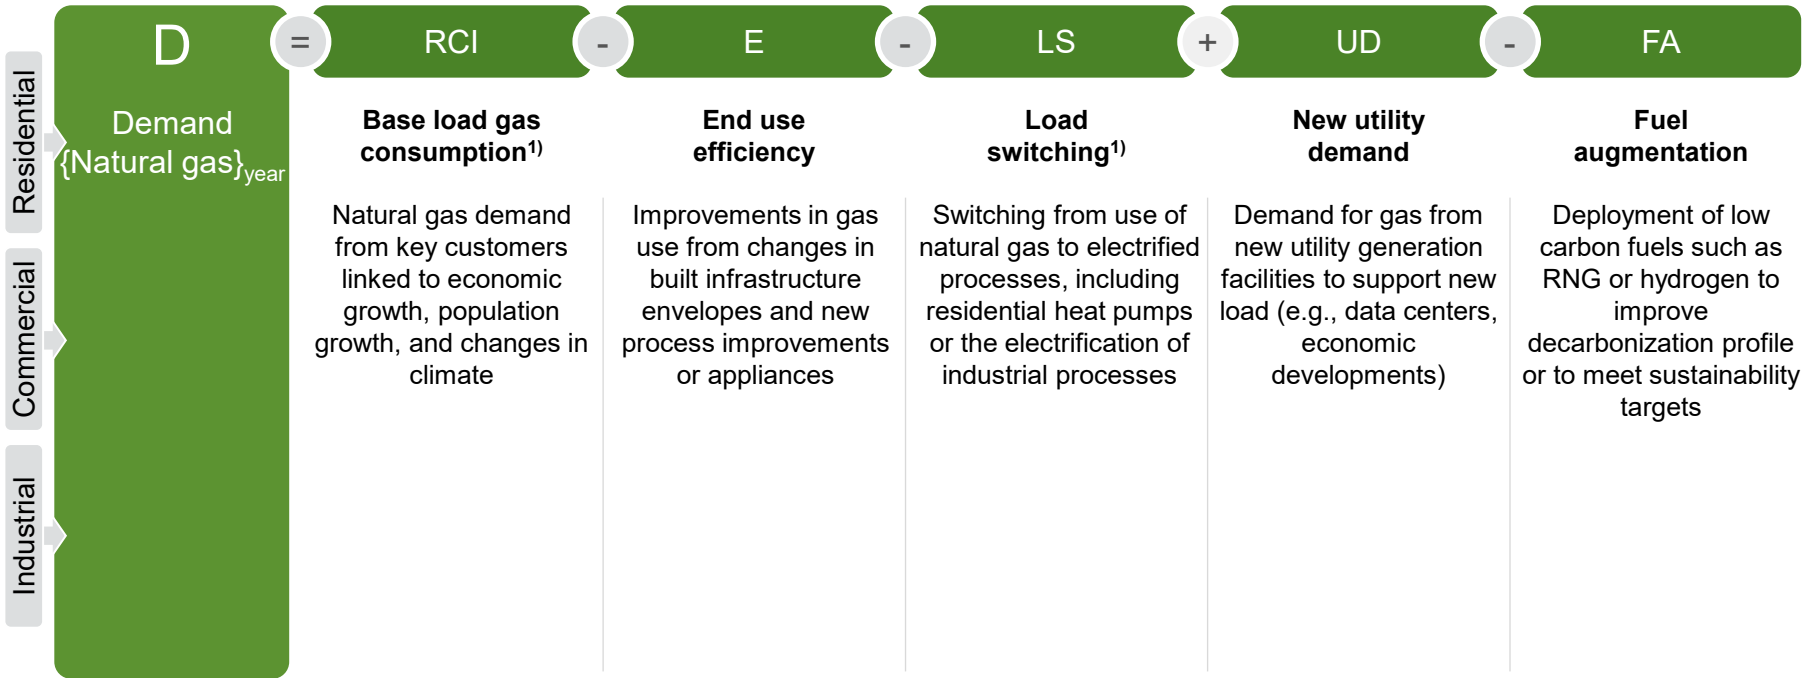 Residential
Commercial
Industrial
D
Demand
{Natural gas}year
=
RCI
Base load gas
consumption1)
Natural gas demand
from key customers
linked to economic
growth, population
growth, and changes in
climate
-
E
End use
efficiency
Improvements in gas
use from changes in
built infrastructure
envelopes and new
process improvements
or appliances
-
LS
Load
switching1)
Switching from use of
natural gas to electrified
processes, including
residential heat pumps
or the electrification of
industrial processes
+
UD
New utility
demand
Demand for gas from
new utility generation
facilities to support new
load (e.g., data centers,
economic
developments)
-
FA
Fuel
augmentation
Deployment of low
carbon fuels such as
RNG or hydrogen to
improve
decarbonization profile
or to meet sustainability
targets